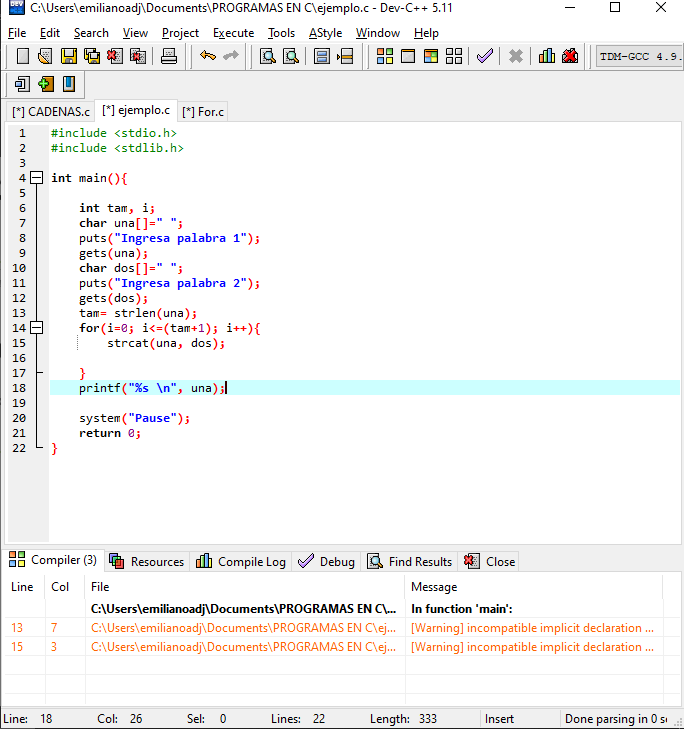 C:\Users\emilianoadj\Documents\PROGRAMAS EN C\ejemplo.c - Dev-C++ 5.11
File Edit Search View Project Execute Tools AStyle Window Help
TDM-GCC 4.9.
[*] CADENAS.c [*] ejemplo.c [*] For.c
1 #include <stdio.h>
2 #include <stdlib.h>
3
4 int main(){
5
6 int tam, i;
7 char una[]=" ";
8 puts("Ingresa palabra 1");
9 gets(una);
10 char dos[]=" ";
11 puts("Ingresa palabra 2");
12 gets(dos);
13 tam= strlen(una);
14 for(i=0; i<=(tam+1); i++){
15 strcat(una, dos);
16
17 }
18 printf("%s \n", una);
19
20 system("Pause");
21 return 0;
22 }
Compiler (3) Resources Compile Log Debug Find Results Close
Line Col File Message
C:\Users\emilianoadj\Documents\PROGRAMAS EN C\... In function 'main':
13 7 C:\Users\emilianoadj\Documents\PROGRAMAS EN C\ej... [Warning] incompatible implicit declaration ...
15 3 C:\Users\emilianoadj\Documents\PROGRAMAS EN C\ej... [Warning] incompatible implicit declaration ...
Line: 18 Col: 26 Sel: 0 Lines: 22 Length: 333 Insert Done parsing in 0 s